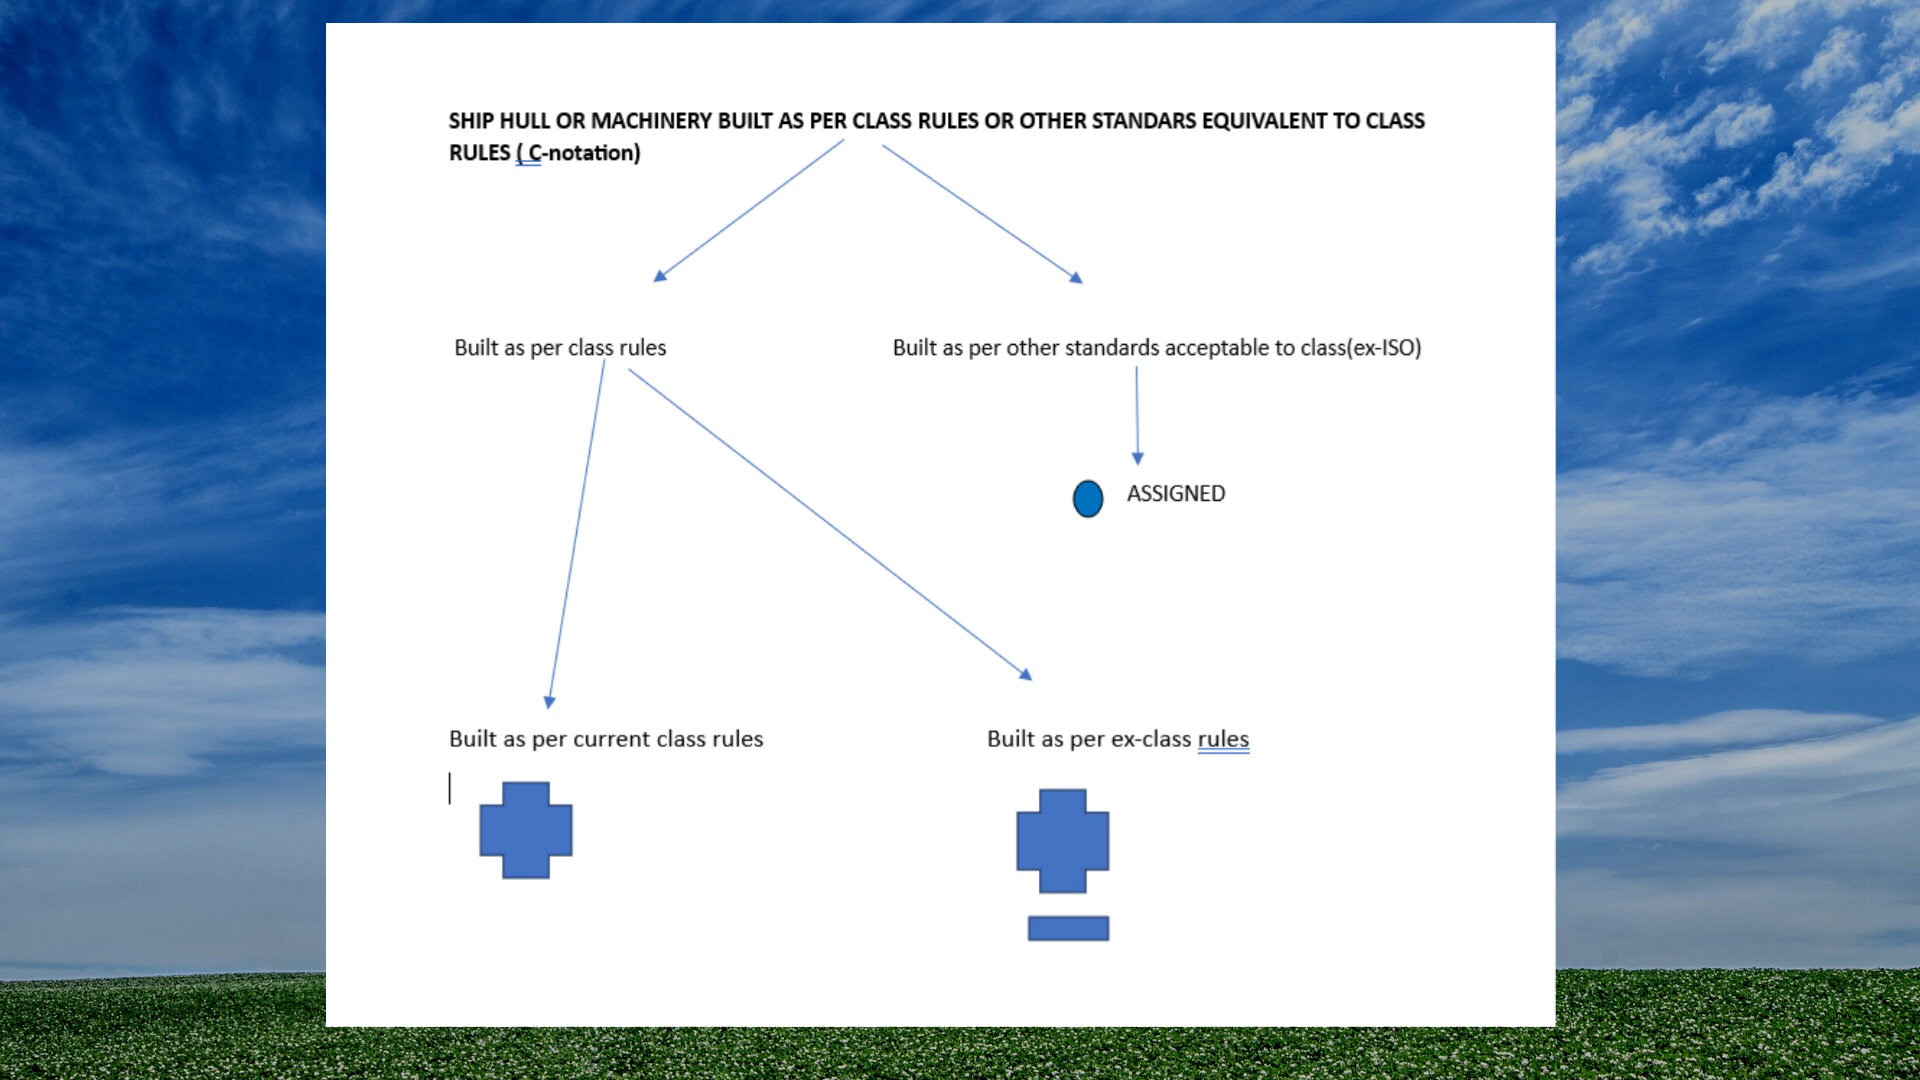 SHIP HULL OR MACHINERY BUILT AS PER CLASS RULES OR OTHER STANDARS EQUIVALENT TO CLASS
RULES ( C-notation)
Built as per class rules
Built as per other standards acceptable to class(ex-ISO)
ASSIGNED
Built as per current class rules
Built as per ex-class rules